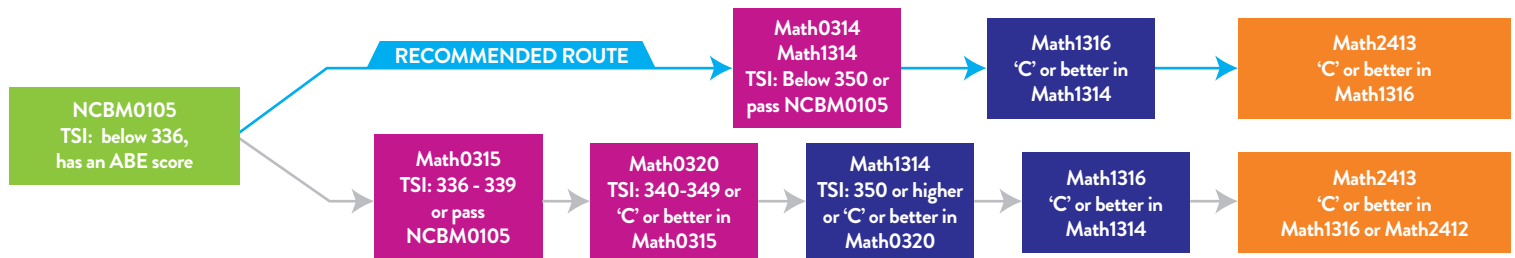 NCBM0105
TSI:  below 336,
has an ABE score
RECOMMENDED ROUTE
Math0314
Math1314
TSI: Below 350 or
pass NCBM0105
Math1316
‘C’ or better in
Math1314
Math2413
‘C’ or better in
Math1316
Math0315
TSI: 336 - 339
or pass
NCBM0105
Math0320
TSI: 340-349 or
‘C’ or better in
Math0315
Math1314
TSI: 350 or higher
or ‘C’ or better in
Math0320
Math1316
‘C’ or better in
Math1314
Math2413
‘C’ or better in
Math1316 or Math2412